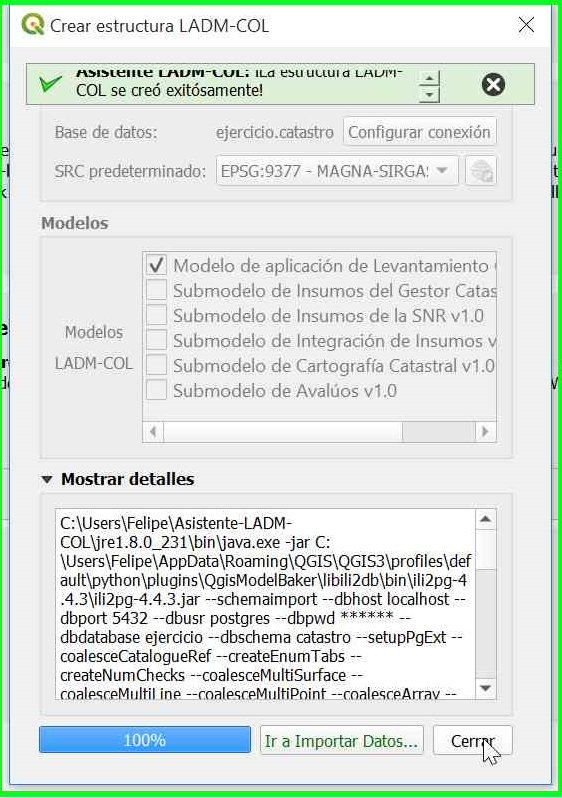 Crear estructura LADM-COL
Asistente LADM-COL: ¡La estructura LADM-
COL se creó exitósamente!
Base de datos: ejercicio.catastro Configurar conexión
SRC predeterminado: EPSG:9377 - MAGNA-SIRGA
Modelos
Modelos
LADM-COL
Modelo de aplicación de Levantamiento
Submodelo de Insumos del Gestor Catas
Submodelo de Insumos de la SNR v1.0
Submodelo de Integración de Insumos v
Submodelo de Cartografía Catastral v1.0
Submodelo de Avalúos v1.0
Mostrar detalles
C:\Users\Felipe\Asistente-LADM-
COL\jre1.8.0_231\bin\java.exe -jar C:
\Users\Felipe\AppData\Roaming\QGIS\QGIS3\profiles\def
ault\python\plugins\QgisModelBaker\libili2db\bin\ili2pg-4
.4.3\ili2pg-4.4.3.jar --schemaimport --dbhost localhost --
dbport 5432 --dbusr postgres --dbpwd ****** --
dbdatabase ejercicio --dbschema catastro --setupPgExt --
coalesceCatalogueRef --createEnumTabs --
createNumChecks --coalesceMultiSurface --
coalesceMultiLine --coalesceMultiPoint --coalesceArray --
100% Ir a Importar Datos... Cerrar